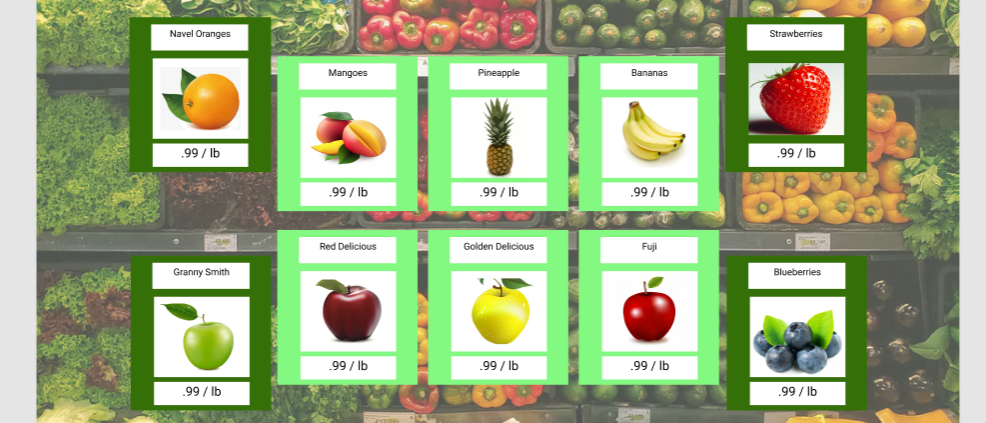 Navel Oranges
.99 / lb
Mangoes
.99 / lb
Pineapple
.99 / lb
Bananas
.99 / lb
Strawberries
.99 / lb
Granny Smith
.99 / lb
Red Delicious
.99 / lb
Golden Delicious
.99 / lb
Fuji
.99 / lb
Blueberries
.99 / lb